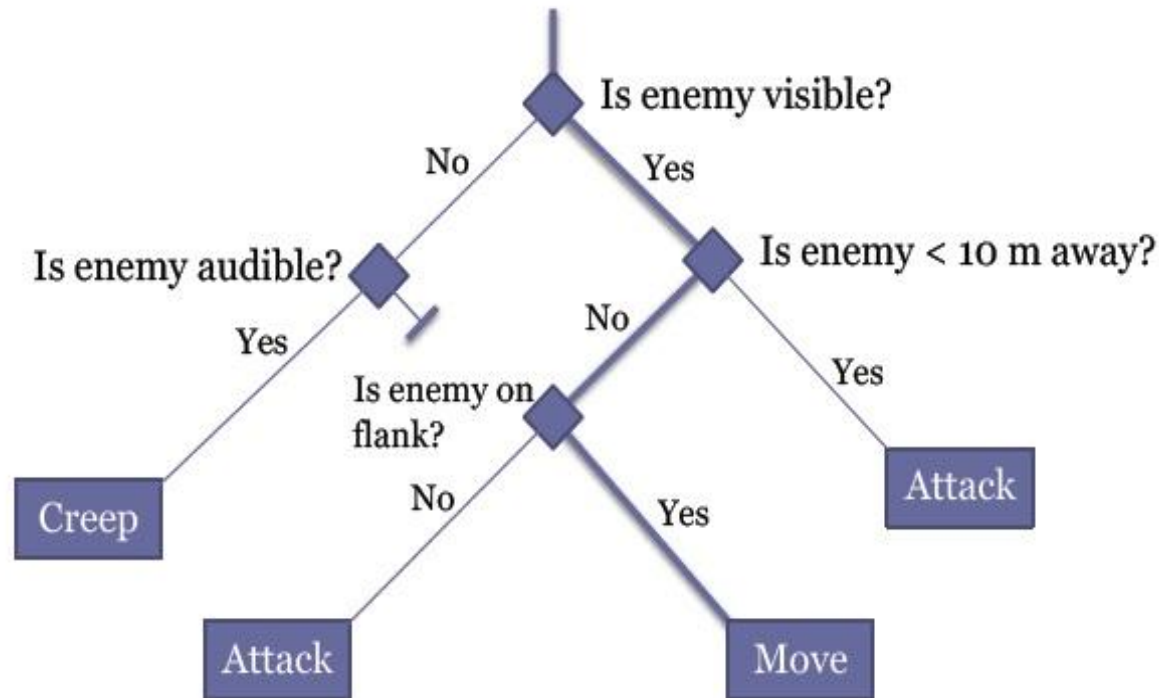 Is enemy visible?
No
Yes
Is enemy audible?
Is enemy < 10 m away?
Yes
No
Is enemy on
flank?
Yes
No
Yes
Creep
Attack
Attack
Move